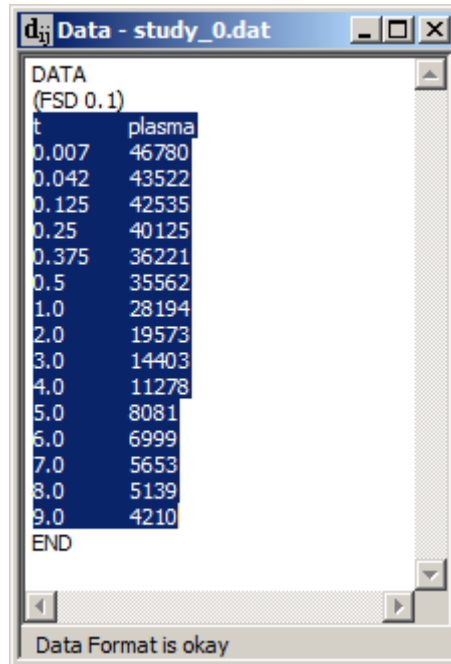 dij Data - study_0.dat
DATA
(FSD 0.1)
t plasma
0.007 46780
0.042 43522
0.125 42535
0.25 40125
0.375 36221
0.5 35562
1.0 28194
2.0 19573
3.0 14403
4.0 11278
5.0 8081
6.0 6999
7.0 5653
8.0 5139
9.0 4210
END
Data Format is okay